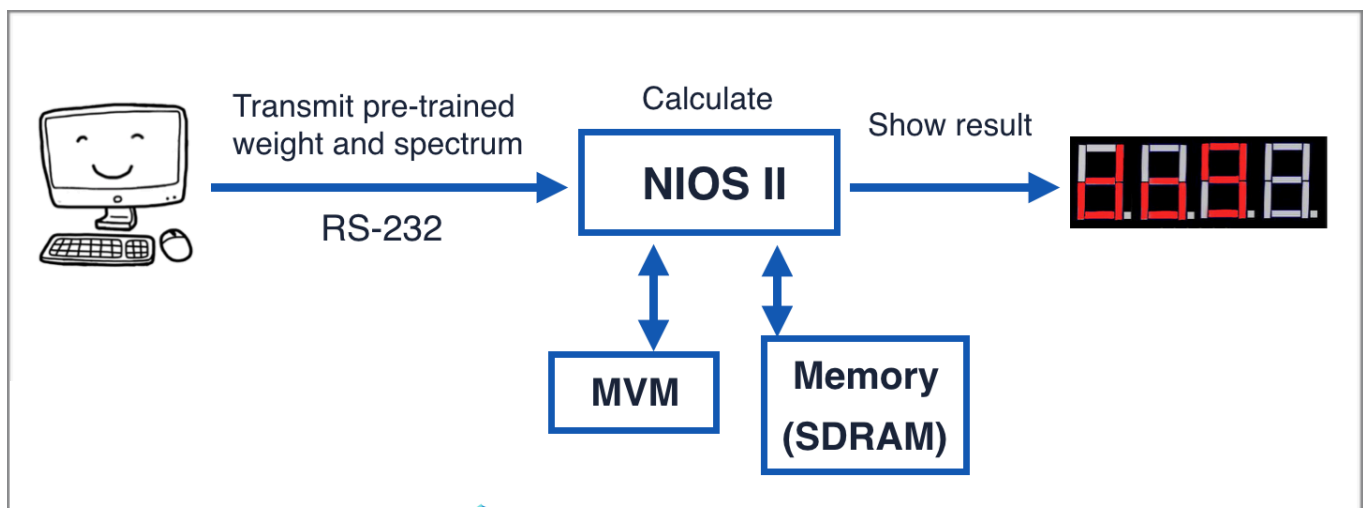 Transmit pre-trained
weight and spectrum
RS-232
Calculate
NIOS II
Show result
MVM
Memory
(SDRAM)